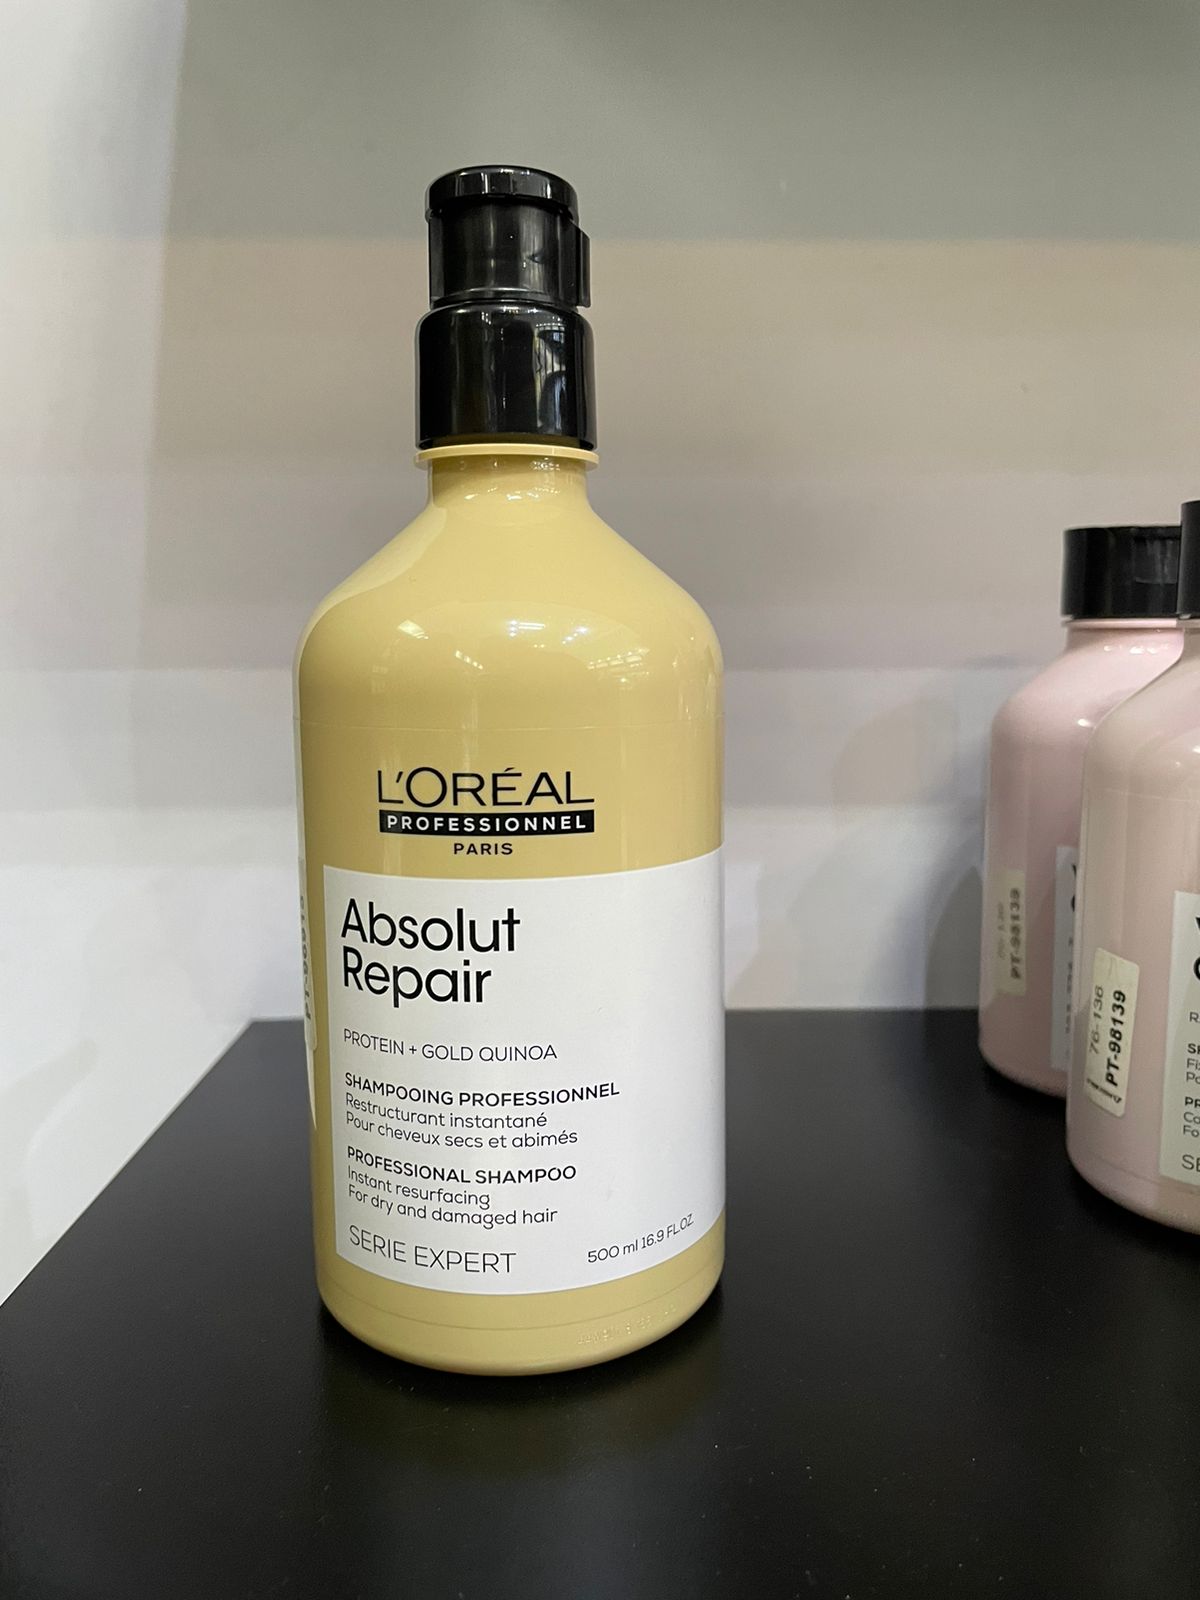 L'ORÉAL
PROFESSIONNEL
PARIS
Absolut
Repair
PROTEIN + GOLD QUINOA
SHAMPOOING PROFESSIONNEL
Restructurant instantané
Pour cheveux secs et abimés
PROFESSIONAL SHAMPOO
Instant resurfacing
For dry and damaged hair
SERIE EXPERT
500 ml 16.9 FL.OZ
PT-98139
76-136
PT-98139